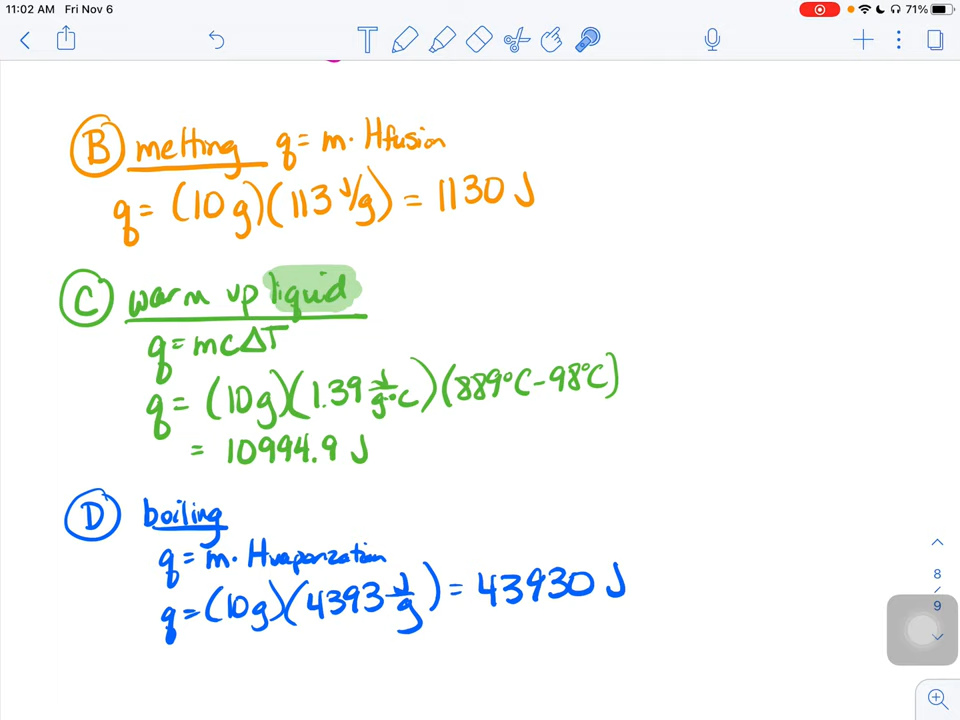 11:02 AM Fri Nov 6
71%
T
B melting q = m · Hfusion
q = (10 g)(113 J/g) = 1130 J
C warm up liquid
q = mcΔT
q = (10g)(1.39 J/g·°C)(889°C - 98°C)
= 10994.9 J
D boiling
q = m · Hvaporization
q = (10g)(4393 J/g) = 43930 J
8
/
9